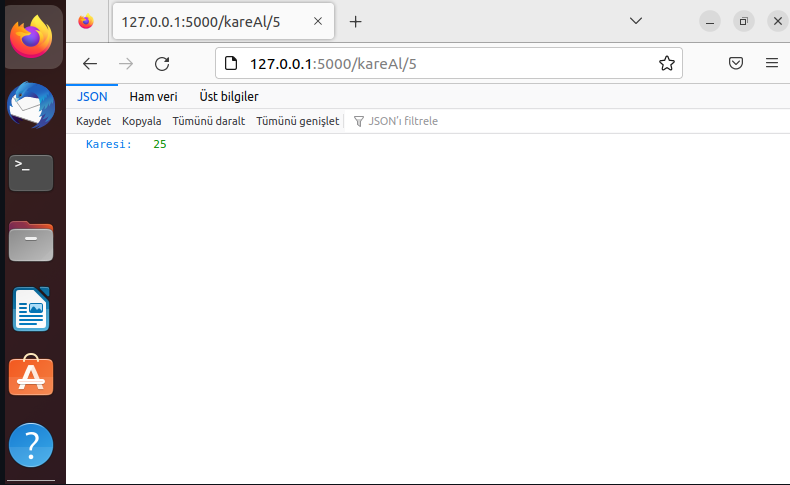 127.0.0.1:5000/kareAl/5
127.0.0.1:5000/kareAl/5
JSON Ham veri Üst bilgiler
Kaydet Kopyala Tümünü daralt Tümünü genişlet JSON'ı filtrele
Karesi: 25
>_
A
?